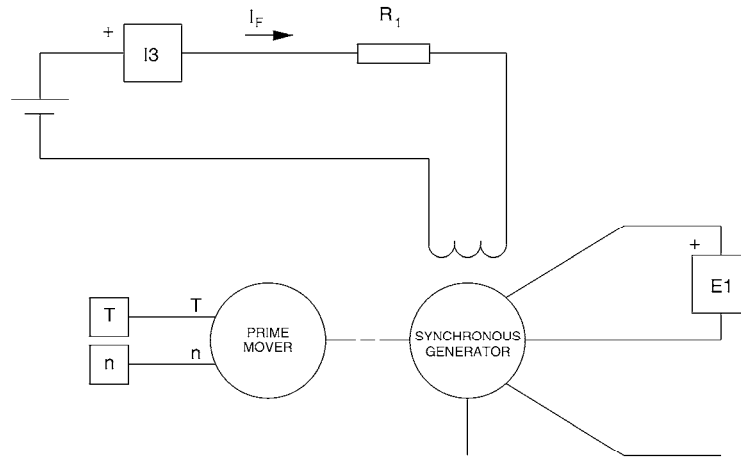 I_F
R_1
+
I3
+
E1
T
T
n
n
PRIME
MOVER
SYNCHRONOUS
GENERATOR